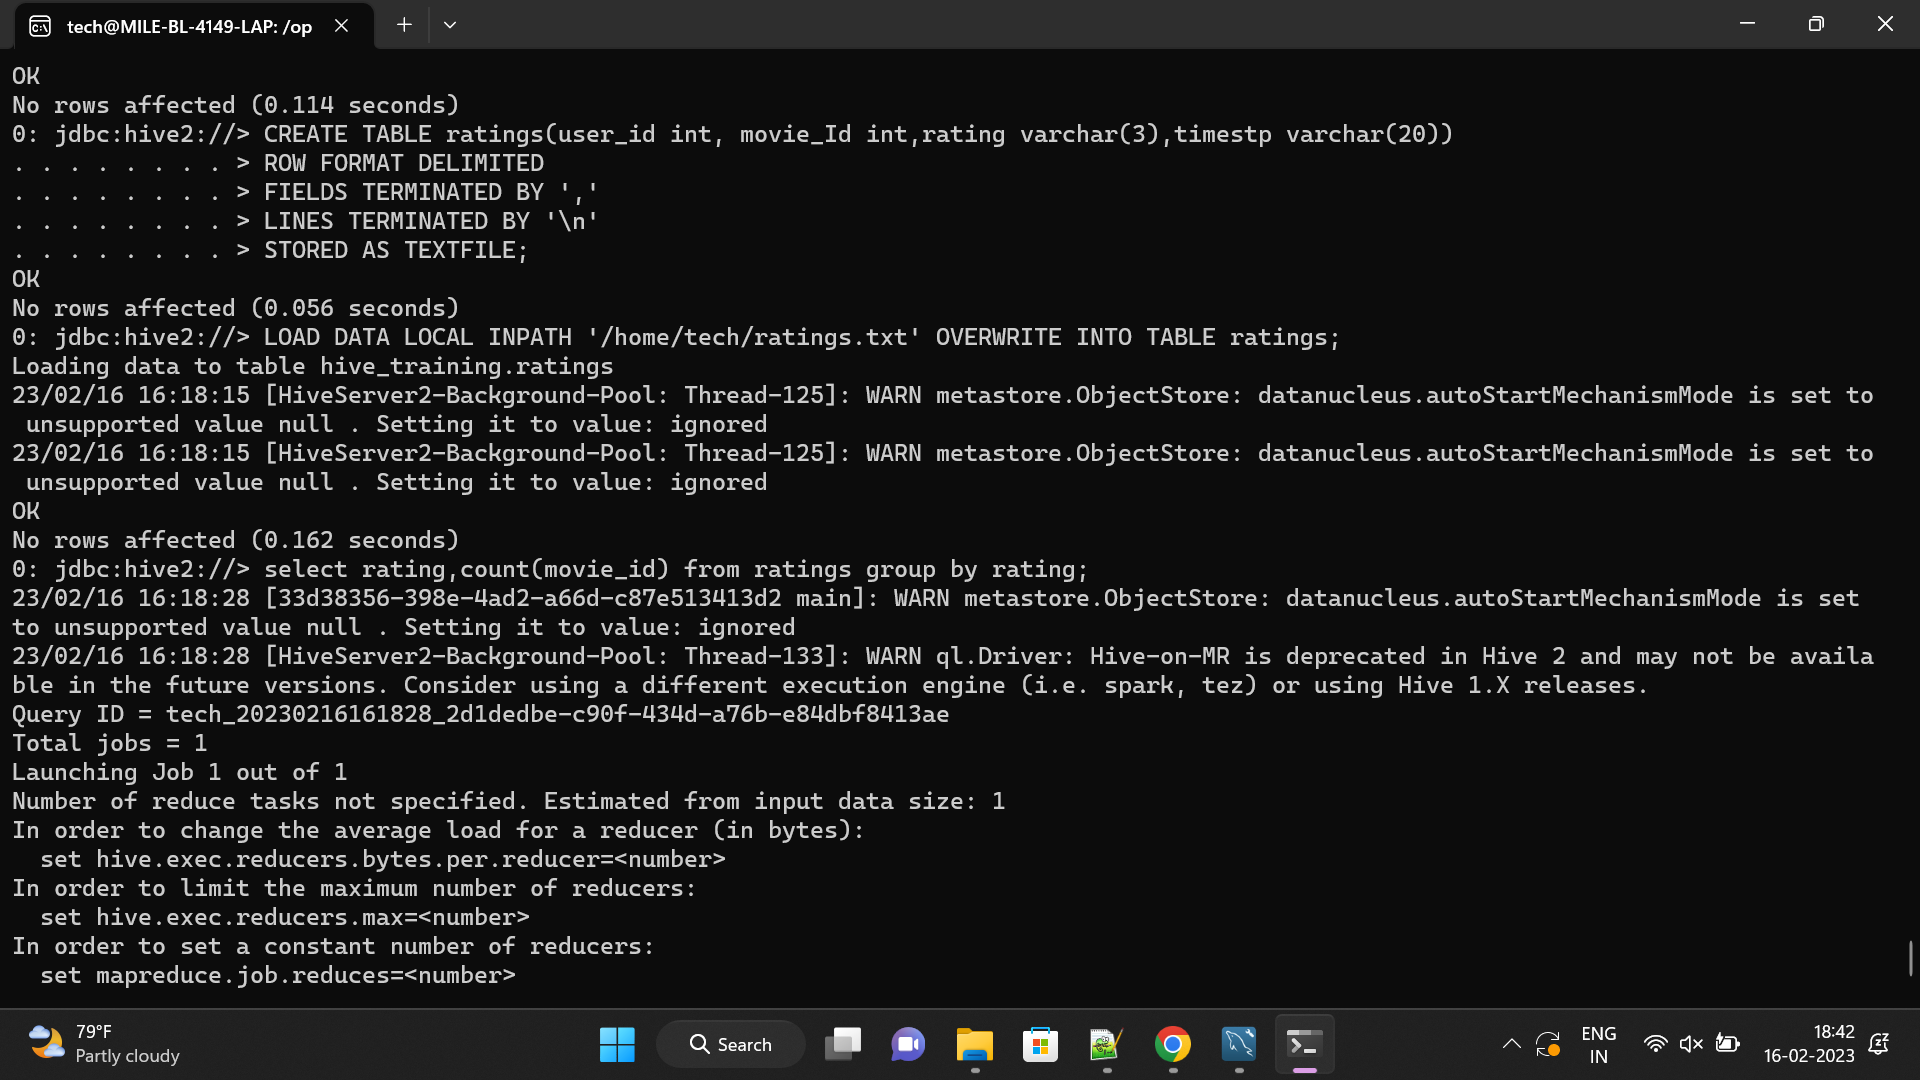 tech@MILE-BL-4149-LAP: /op
OK
No rows affected (0.114 seconds)
0: jdbc:hive2://> CREATE TABLE ratings(user_id int, movie_Id int,rating varchar(3),timestp varchar(20))
. . . . . . . . > ROW FORMAT DELIMITED
. . . . . . . . > FIELDS TERMINATED BY ','
. . . . . . . . > LINES TERMINATED BY '\n'
. . . . . . . . > STORED AS TEXTFILE;
OK
No rows affected (0.056 seconds)
0: jdbc:hive2://> LOAD DATA LOCAL INPATH '/home/tech/ratings.txt' OVERWRITE INTO TABLE ratings;
Loading data to table hive_training.ratings
23/02/16 16:18:15 [HiveServer2-Background-Pool: Thread-125]: WARN metastore.ObjectStore: datanucleus.autoStartMechanismMode is set to
 unsupported value null . Setting it to value: ignored
23/02/16 16:18:15 [HiveServer2-Background-Pool: Thread-125]: WARN metastore.ObjectStore: datanucleus.autoStartMechanismMode is set to
 unsupported value null . Setting it to value: ignored
OK
No rows affected (0.162 seconds)
0: jdbc:hive2://> select rating,count(movie_id) from ratings group by rating;
23/02/16 16:18:28 [33d38356-398e-4ad2-a66d-c87e513413d2 main]: WARN metastore.ObjectStore: datanucleus.autoStartMechanismMode is set
to unsupported value null . Setting it to value: ignored
23/02/16 16:18:28 [HiveServer2-Background-Pool: Thread-133]: WARN ql.Driver: Hive-on-MR is deprecated in Hive 2 and may not be availa
ble in the future versions. Consider using a different execution engine (i.e. spark, tez) or using Hive 1.X releases.
Query ID = tech_20230216161828_2d1dedbe-c90f-434d-a76b-e84dbf8413ae
Total jobs = 1
Launching Job 1 out of 1
Number of reduce tasks not specified. Estimated from input data size: 1
In order to change the average load for a reducer (in bytes):
  set hive.exec.reducers.bytes.per.reducer=<number>
In order to limit the maximum number of reducers:
  set hive.exec.reducers.max=<number>
In order to set a constant number of reducers:
  set mapreduce.job.reduces=<number>
79°F
Partly cloudy
Search
ENG
IN
18:42
16-02-2023